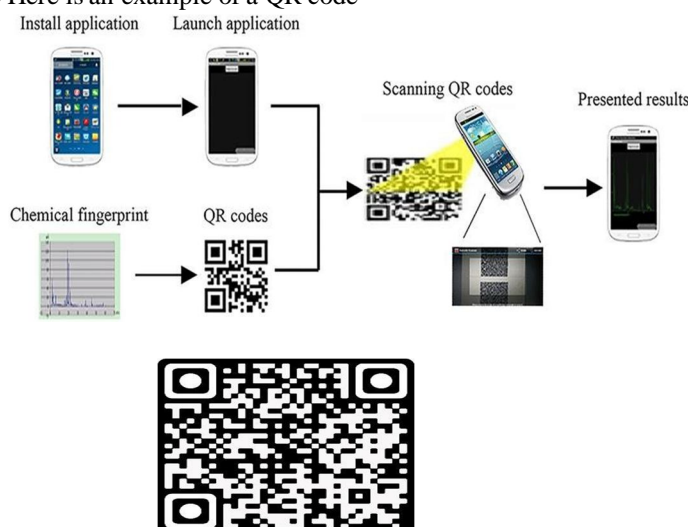 Here is an example of a QR code
Install application
Launch application
Scanning QR codes
Presented results
Chemical fingerprint
QR codes